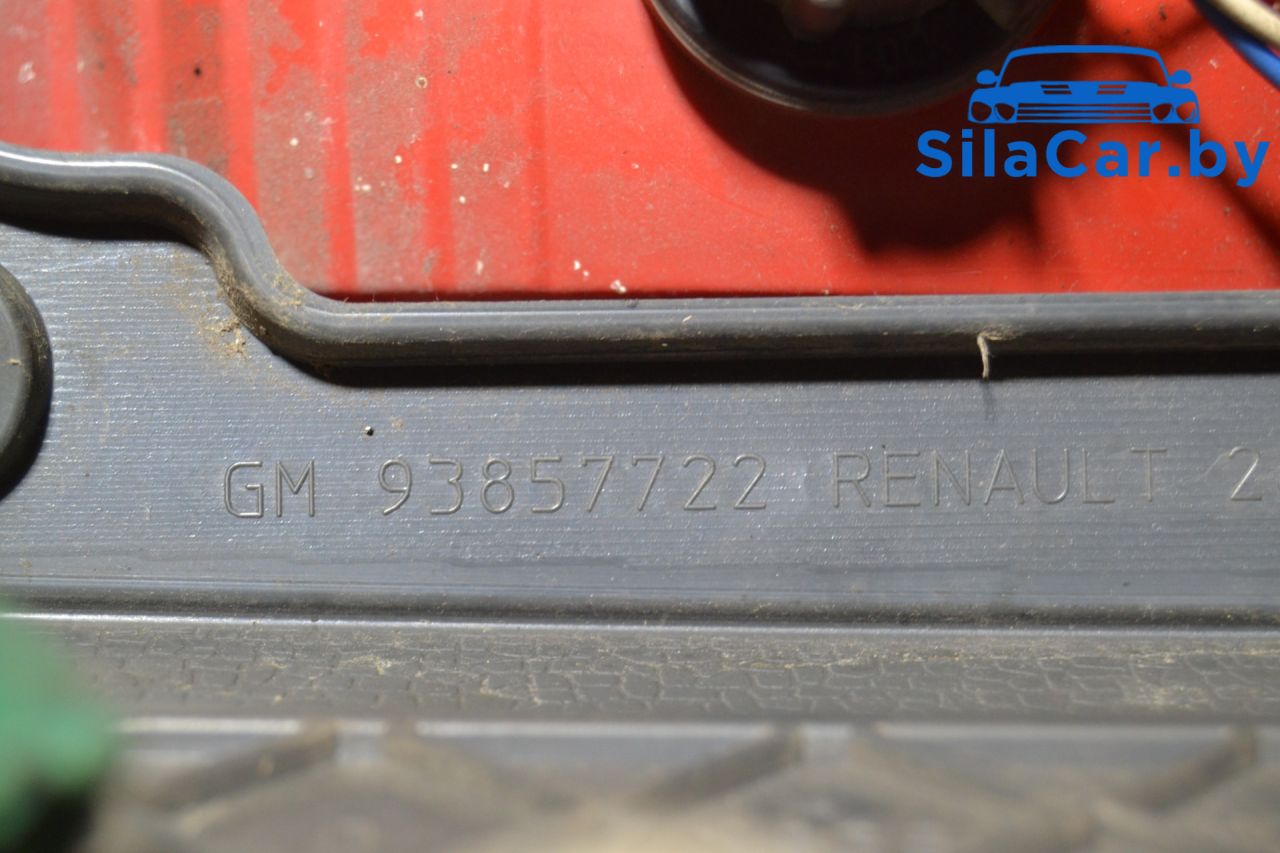 SilaCar.by
GM 93857722 RENAULT 2